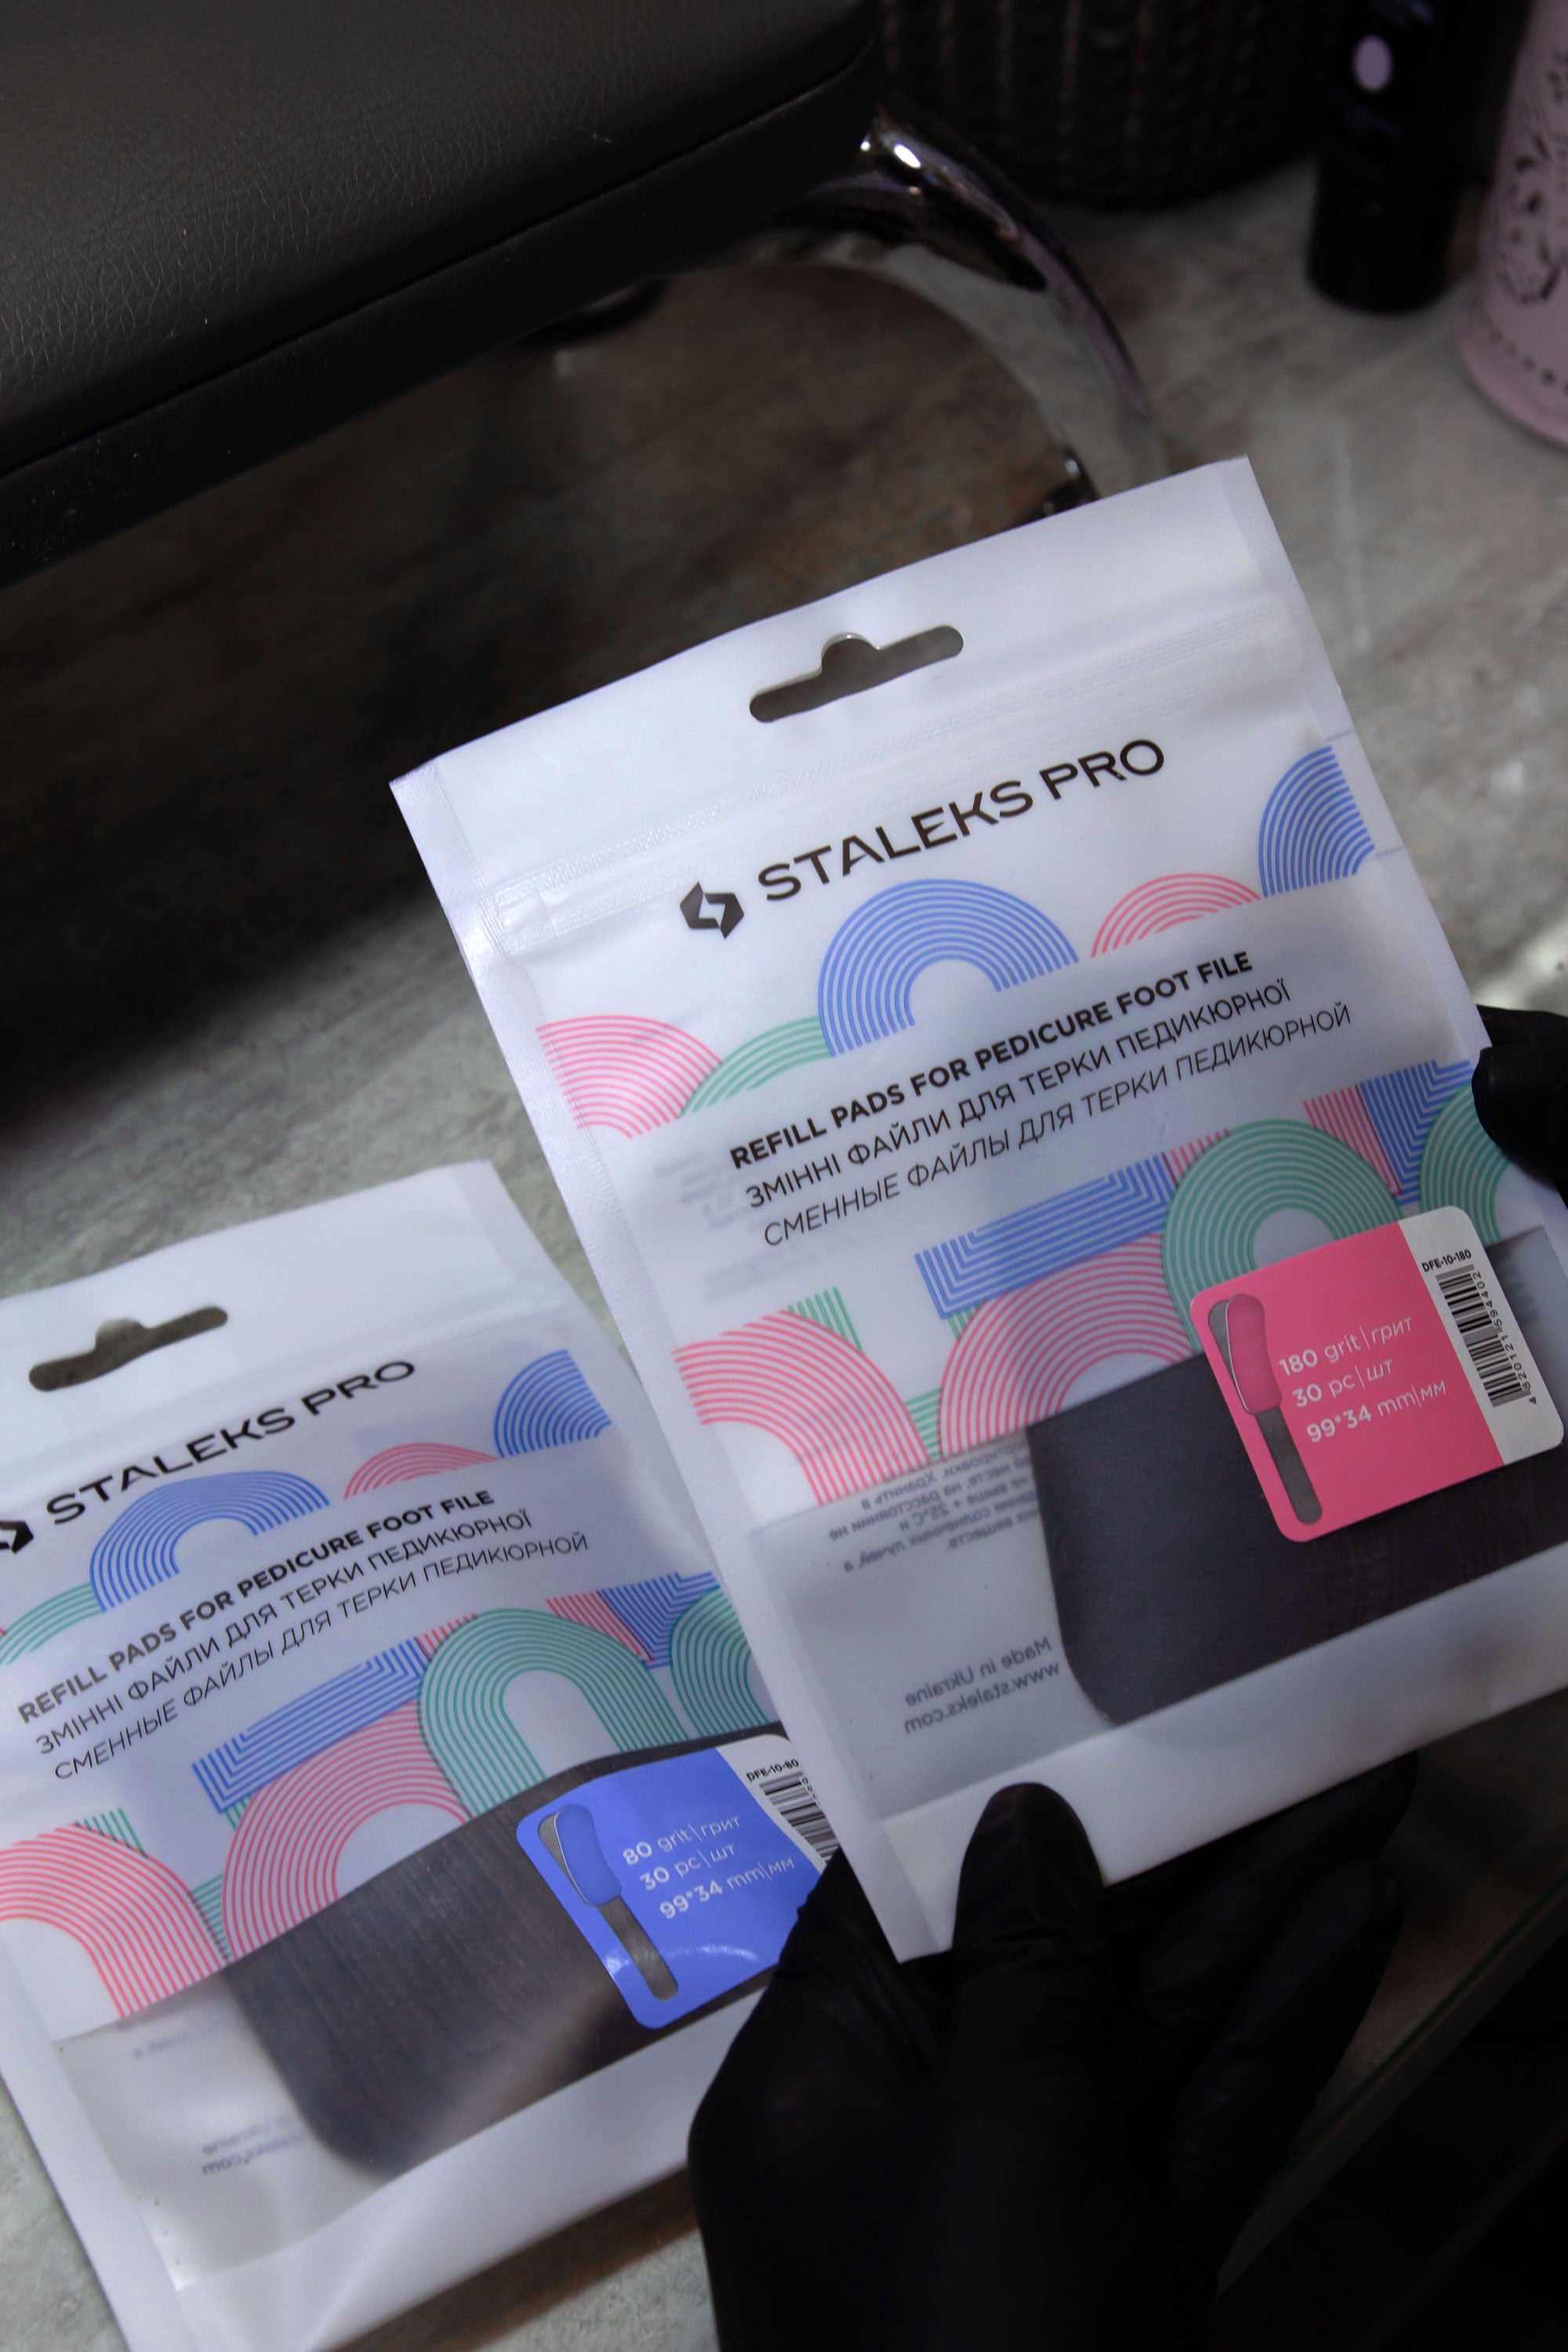 STALEKS PRO
REFILL PADS FOR PEDICURE FOOT FILE
ЗМІННІ ФАЙЛИ ДЛЯ ТЕРКИ ПЕДИКЮРНОЇ
СМЕННЫЕ ФАЙЛЫ ДЛЯ ТЕРКИ ПЕДИКЮРНОЙ
DFE-10-180
180 grit|грит
30 pc|шт
99*34 mm|мм
4 820121 594402
Made in Ukraine
www.staleks.com
STALEKS PRO
REFILL PADS FOR PEDICURE FOOT FILE
ЗМІННІ ФАЙЛИ ДЛЯ ТЕРКИ ПЕДИКЮРНОЇ
СМЕННЫЕ ФАЙЛЫ ДЛЯ ТЕРКИ ПЕДИКЮРНОЙ
DFE-10-80
80 grit|грит
30 pc|шт
99*34 mm|мм